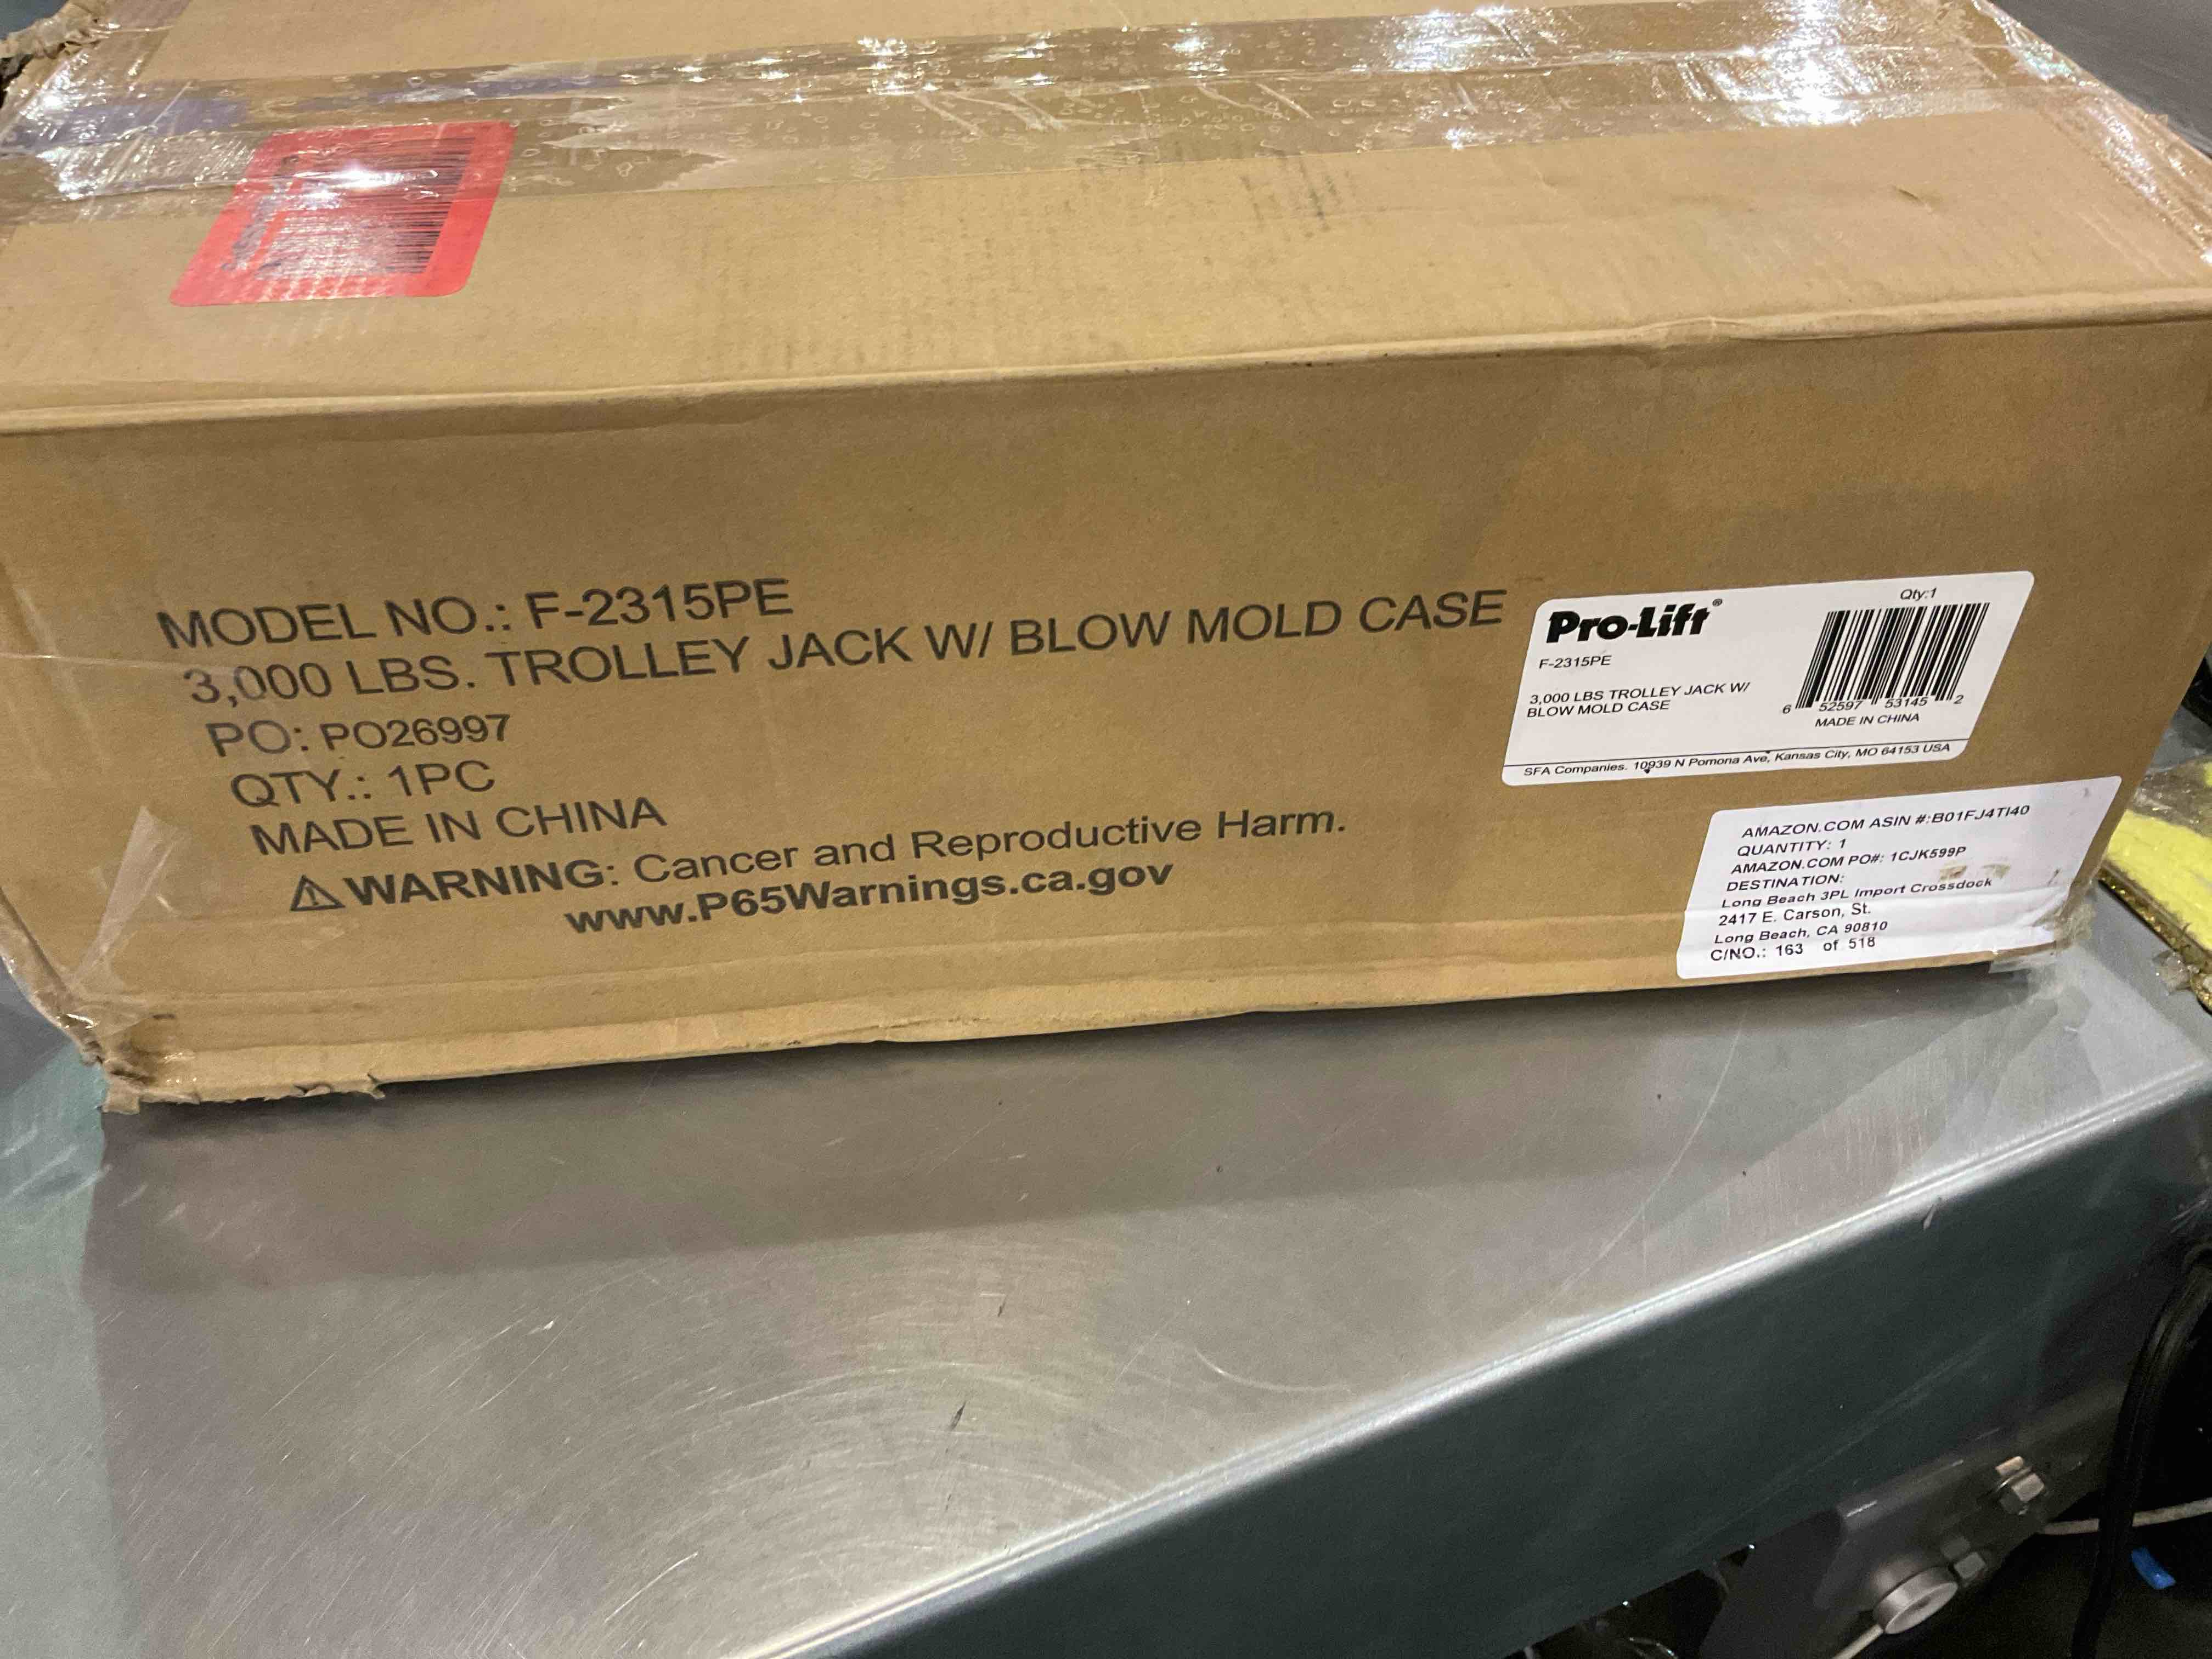 MODEL NO.: F-2315PE
3,000 LBS. TROLLEY JACK W/ BLOW MOLD CASE
PO: PO26997
QTY.: 1PC
MADE IN CHINA
⚠WARNING: Cancer and Reproductive Harm.
www.P65Warnings.ca.gov
Pro-Lift®
Qty:1
F-2315PE
3,000 LBS TROLLEY JACK W/
BLOW MOLD CASE
6 52597 53145 2
MADE IN CHINA
SFA Companies. 10939 N Pomona Ave, Kansas City, MO 64153 USA
AMAZON.COM ASIN #:B01FJ4TI40
QUANTITY: 1
AMAZON.COM PO#: 1CJK599P
DESTINATION:
Long Beach 3PL Import Crossdock
2417 E. Carson, St.
Long Beach, CA 90810
C/NO.: 163 of 518